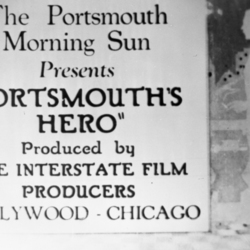 The Portsmouth
Morning Sun
Presents
ORTSMOUTH'S
HERO"
Produced by
E INTERSTATE FILM
PRODUCERS
LYWOOD - CHICAGO